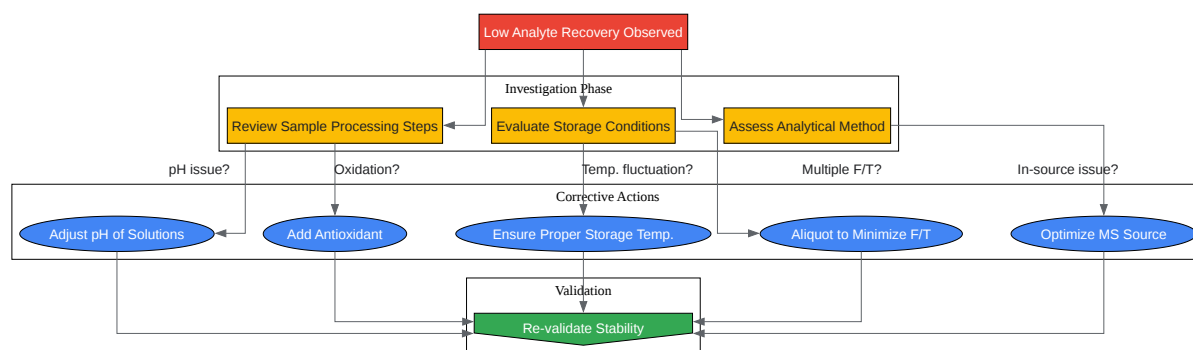 Low Analyte Recovery Observed
Investigation Phase
Review Sample Processing Steps
Evaluate Storage Conditions
Assess Analytical Method
pH issue?
Oxidation?
Temp. fluctuation?
Multiple F/T?
In-source issue?
Corrective Actions
Adjust pH of Solutions
Add Antioxidant
Ensure Proper Storage Temp.
Aliquot to Minimize F/T
Optimize MS Source
Validation
Re-validate Stability